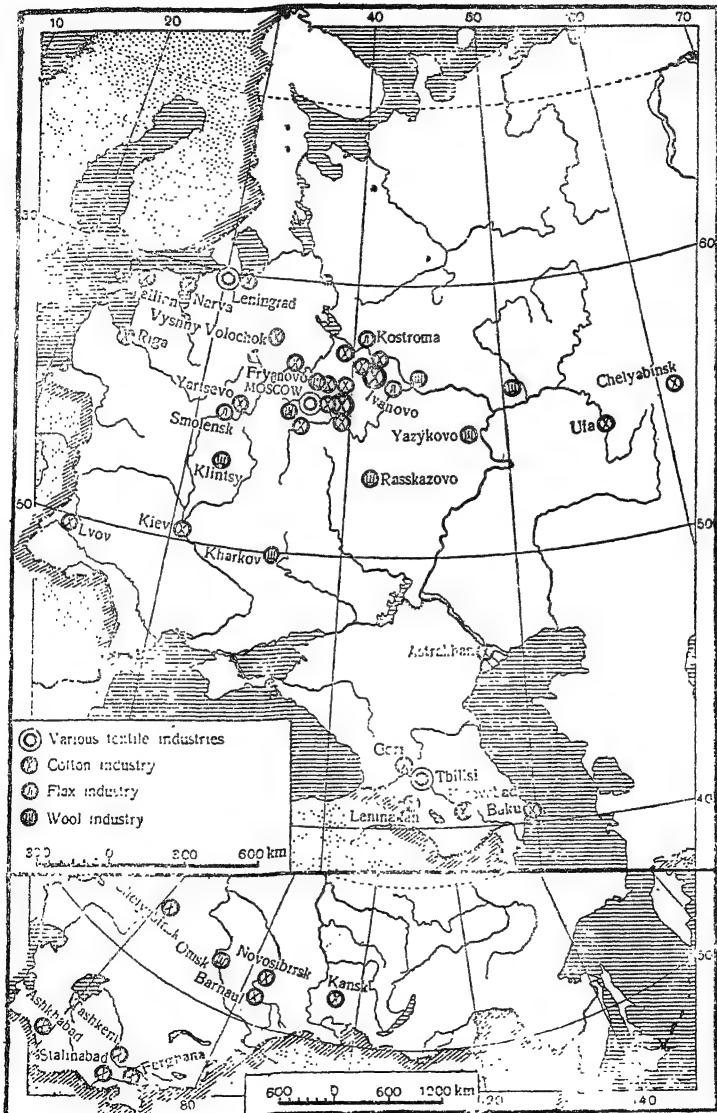 10
20
30
40
50
60
70
60
Narva
Leningrad
Vyshny Volochok
Riga
Kostroma
Fryanovo
MOSCOW
Ivanovo
Chelyabinsk
Yartsevo
Smolensk
Yazykovo
Ufa
Klintsy
Rasskazovo
50
50
Lvov
Kiev
Kharkov
Astrakhan
Gori
Tbilisi
Leninakan
Baku
40
Various textile industries
Cotton industry
Flax industry
Wool industry
300 0 300 600 km
Omsk
Novosibirsk
Barnaul
Kansk
50
Ashkhabad
Tashkent
Stalinabad
Fergnana
80
600 0 600 1200 km
120
140